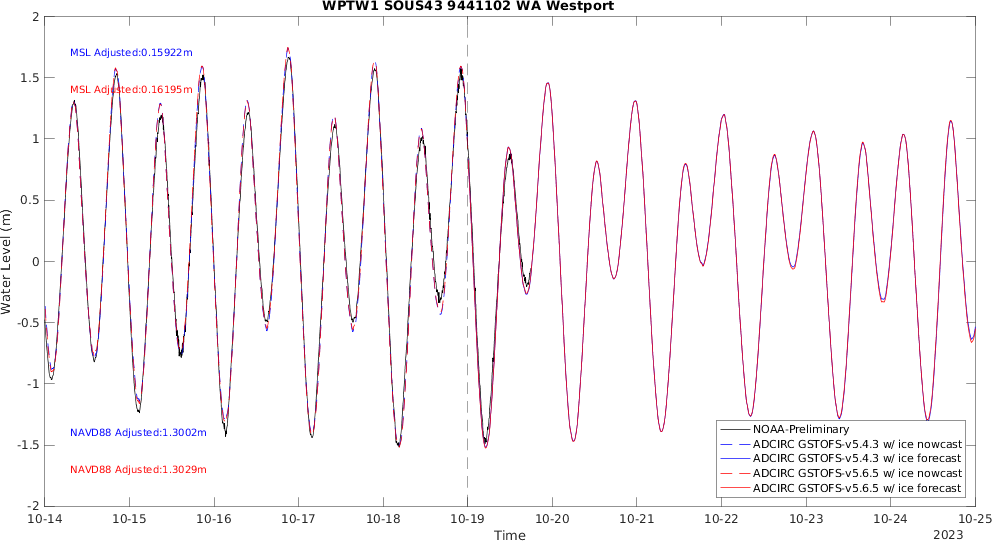 WPTW1 SOUS43 9441102 WA Westport
MSL Adjusted:0.15922m
MSL Adjusted:0.16195m
NAVD88 Adjusted:1.3002m
NAVD88 Adjusted:1.3029m
Water Level (m)
2
1.5
1
0.5
0
-0.5
-1
-1.5
-2
NOAA-Preliminary
ADCIRC GSTOFS-v5.4.3 w/ ice nowcast
ADCIRC GSTOFS-v5.4.3 w/ ice forecast
ADCIRC GSTOFS-v5.6.5 w/ ice nowcast
ADCIRC GSTOFS-v5.6.5 w/ ice forecast
10-14 10-15 10-16 10-17 10-18 10-19 10-20 10-21 10-22 10-23 10-24 10-25
Time
2023